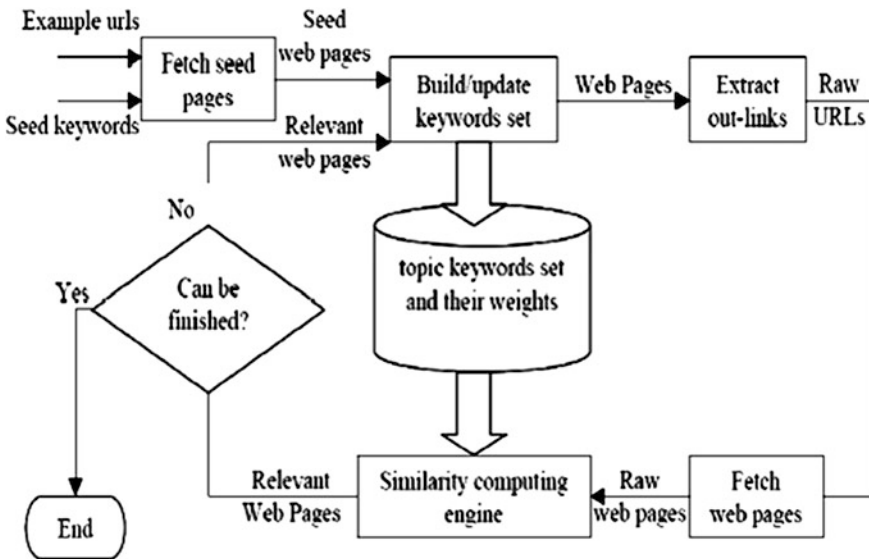 Example urls
Seed keywords
Fetch seed
pages
Seed
web pages
Build/update
keywords set
Web Pages
Extract
out-links
Raw
URLs
Relevant
web pages
No
Yes
Can be
finished?
topic keywords set
and their weights
End
Relevant
Web Pages
Similarity computing
engine
Raw
web pages
Fetch
web pages